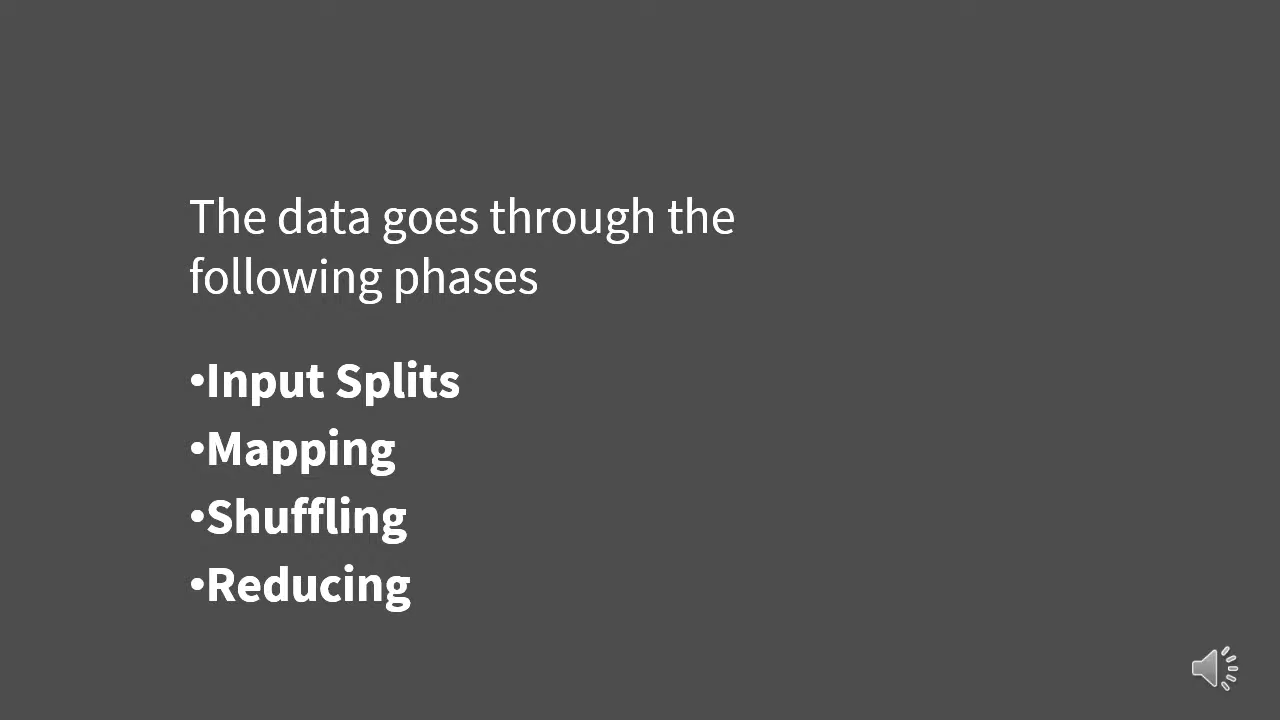 The data goes through the
following phases
•Input Splits
•Mapping
•Shuffling
•Reducing